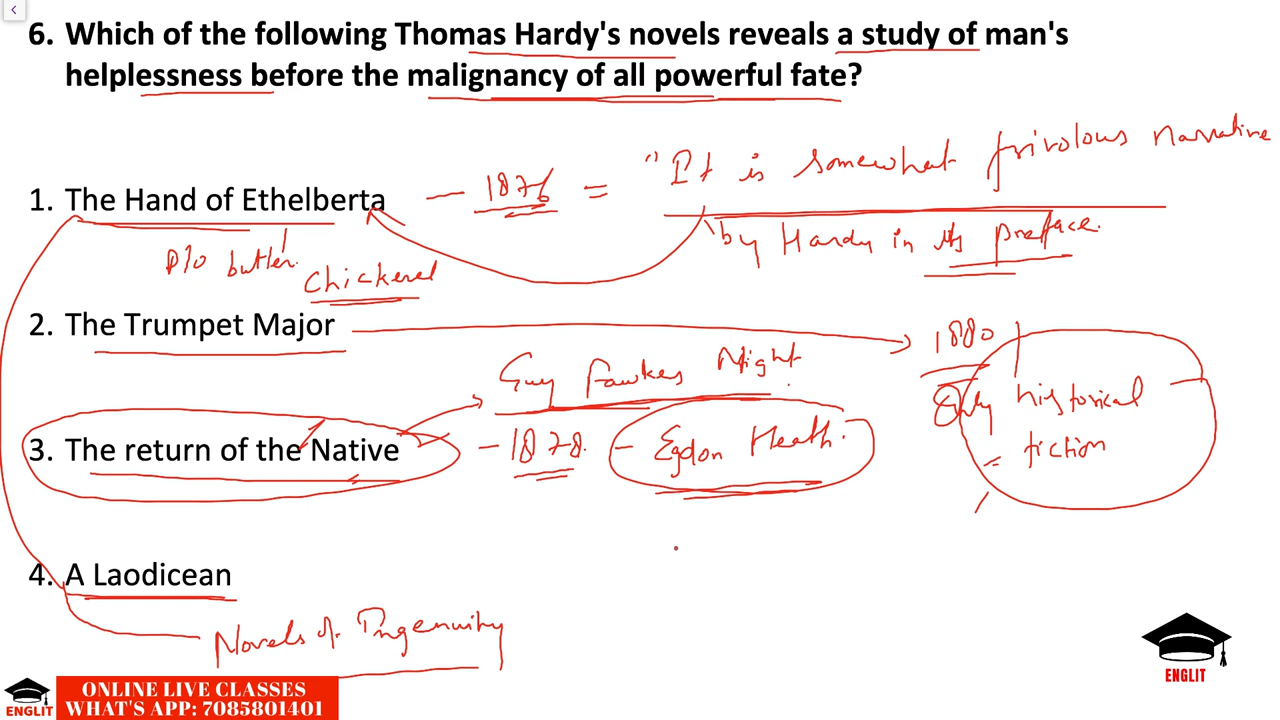 6. Which of the following Thomas Hardy's novels reveals a study of man's
helplessness before the malignancy of all powerful fate?
1. The Hand of Ethelberta
– 1876 = "It is somewhat frivolous narrative
by Hardy in its preface.
D/o butler.
Chickerel
2. The Trumpet Major
1880
Only historical
fiction
Guy Fawkes Night
3. The return of the Native
– 1878. – Egdon Heath.
4. A Laodicean
Novels of Ingenuity
ENGLIT
ONLINE LIVE CLASSES
WHAT'S APP: 7085801401
ENGLIT